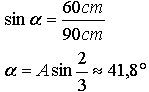 sin α = 60cm / 90cm
α = A sin 2/3 ≈ 41,8°